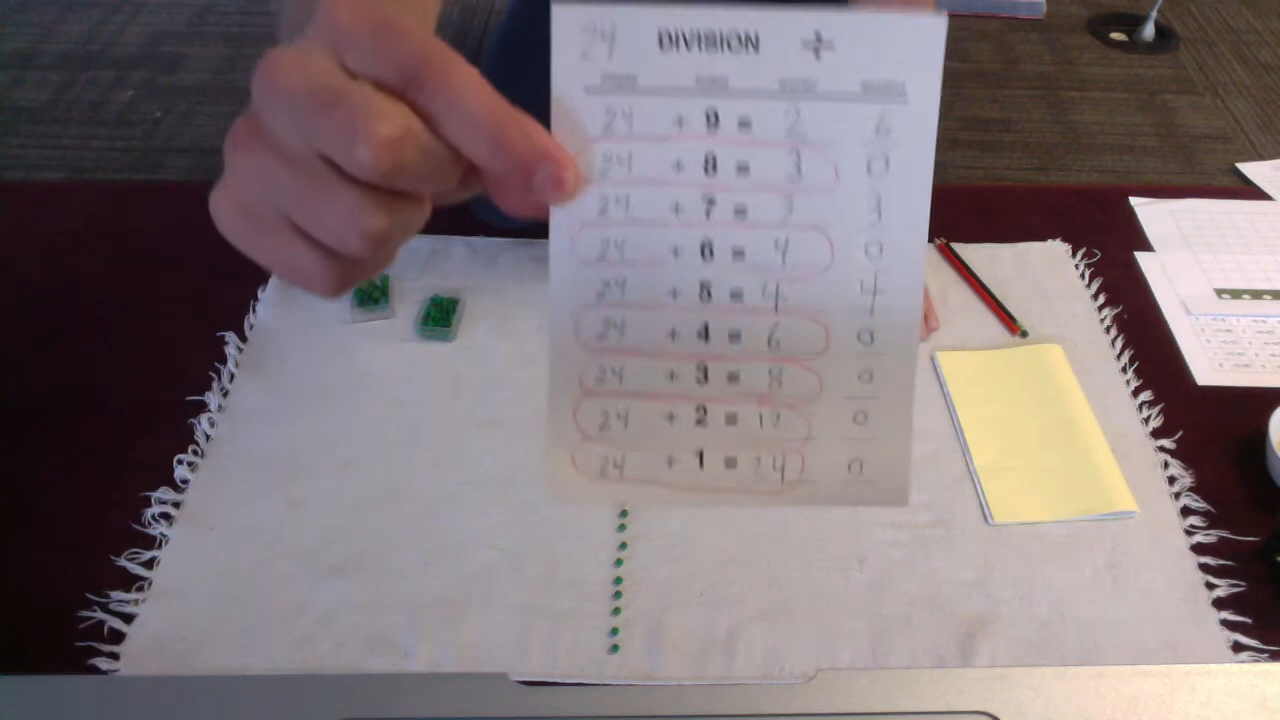 24 DIVISION ÷
24 ÷ 9 = 2 6
24 ÷ 8 = 3 0
24 ÷ 7 = 3 3
24 ÷ 6 = 4 0
24 ÷ 5 = 4 4
24 ÷ 4 = 6 0
24 ÷ 3 = 8 0
24 ÷ 2 = 12 0
24 ÷ 1 = 24 0